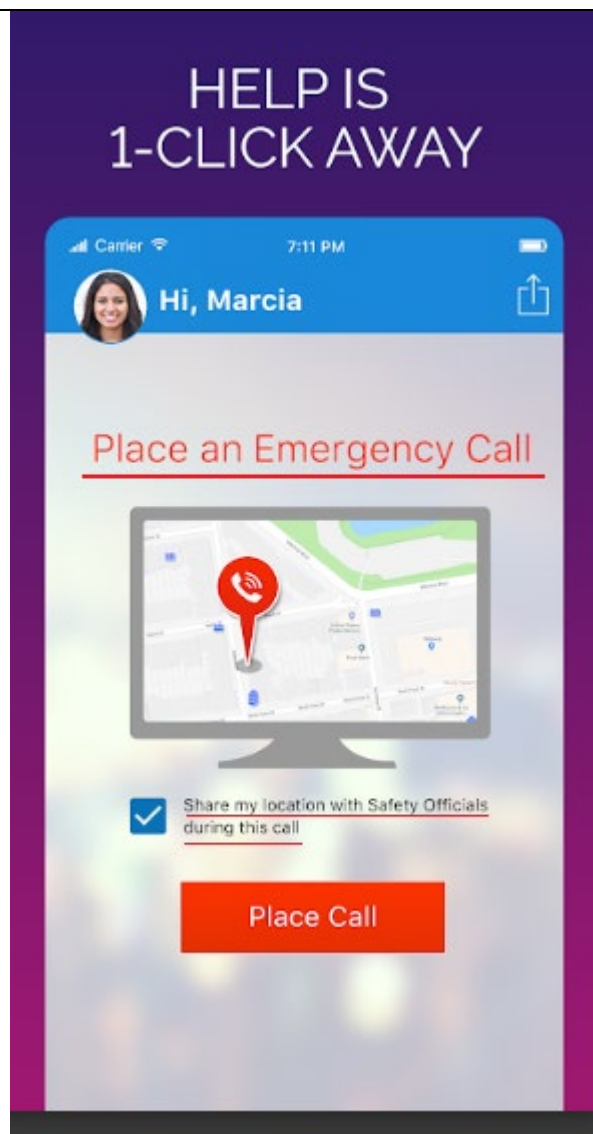 HELP IS
1-CLICK AWAY
Carrier 7:11 PM
Hi, Marcia
Place an Emergency Call
Share my location with Safety Officials
during this call
Place Call